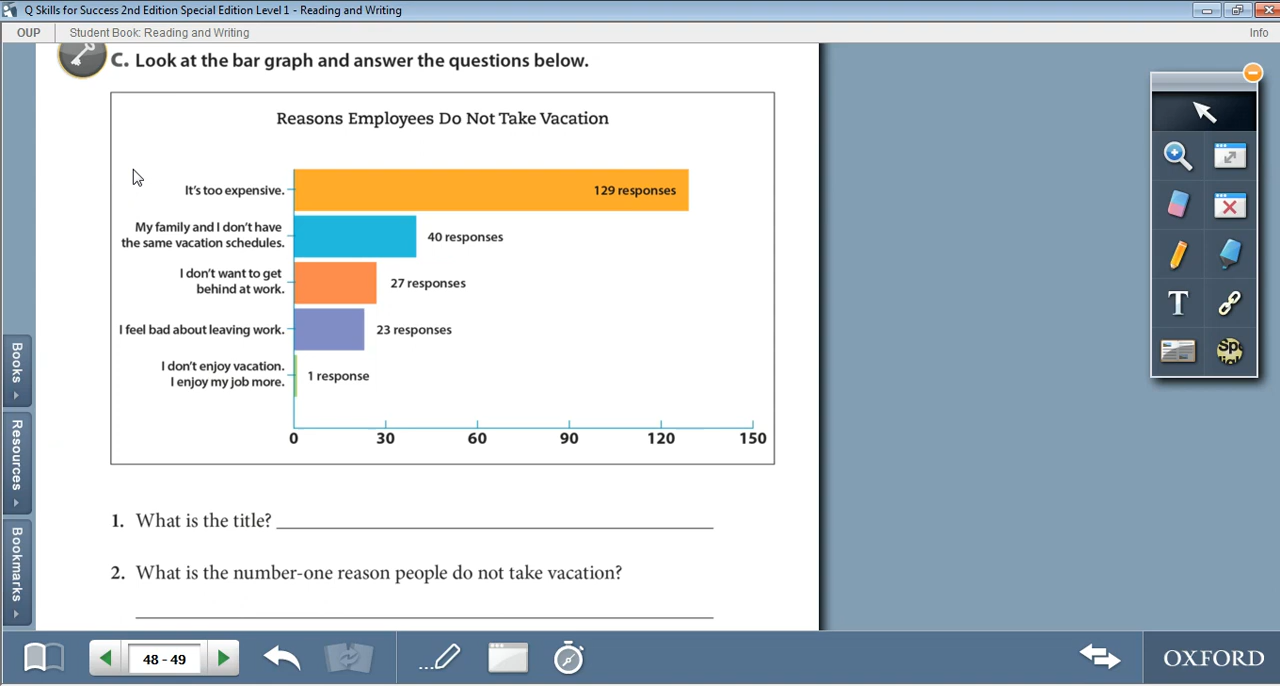 Q Skills for Success 2nd Edition Special Edition Level 1 - Reading and Writing
OUP
Student Book: Reading and Writing
Info
C. Look at the bar graph and answer the questions below.
Reasons Employees Do Not Take Vacation
It's too expensive.
129 responses
My family and I don't have
the same vacation schedules.
40 responses
I don't want to get
behind at work.
27 responses
I feel bad about leaving work.
23 responses
I don't enjoy vacation.
I enjoy my job more.
1 response
0 30 60 90 120 150
1. What is the title?
2. What is the number-one reason people do not take vacation?
Books
Resources
Bookmarks
T
48 - 49
OXFORD